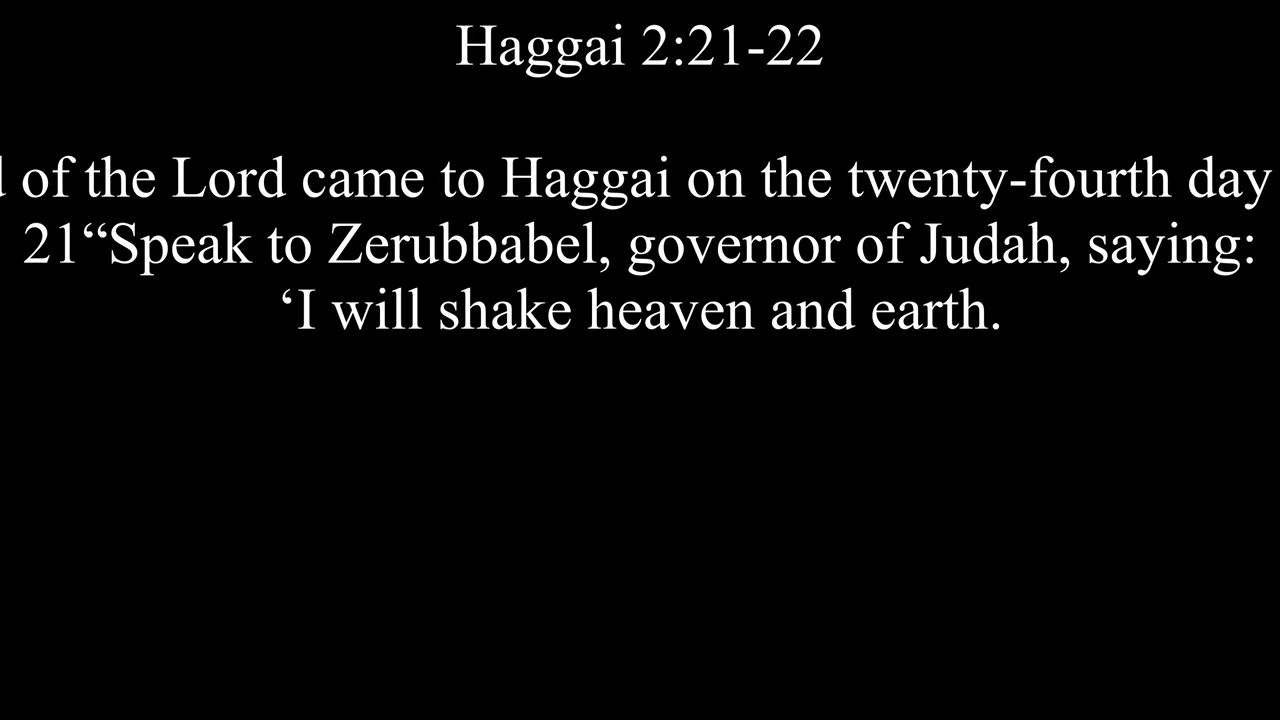 Haggai 2:21-22
of the Lord came to Haggai on the twenty-fourth day
21“Speak to Zerubbabel, governor of Judah, saying:
‘I will shake heaven and earth.